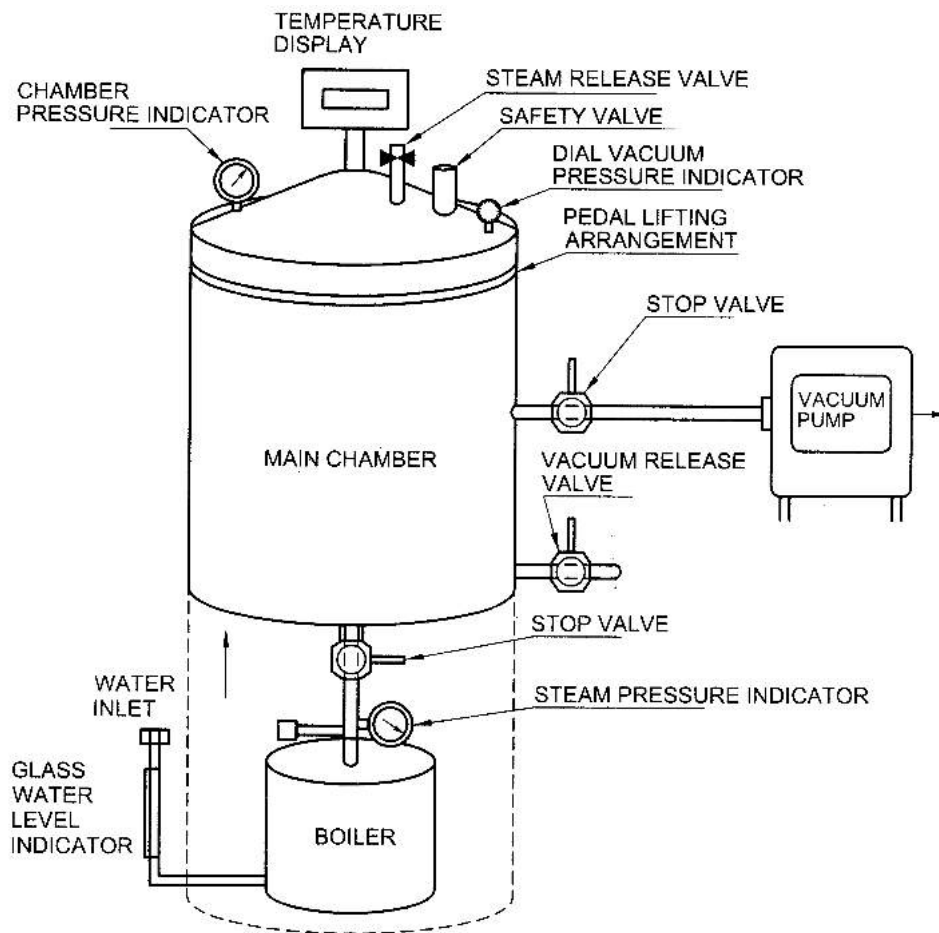 TEMPERATURE
DISPLAY
STEAM RELEASE VALVE
CHAMBER
PRESSURE INDICATOR
SAFETY VALVE
DIAL VACUUM
PRESSURE INDICATOR
PEDAL LIFTING
ARRANGEMENT
STOP VALVE
VACUUM
PUMP
MAIN CHAMBER
VACUUM RELEASE
VALVE
STOP VALVE
WATER
INLET
STEAM PRESSURE INDICATOR
GLASS
WATER
LEVEL
INDICATOR
BOILER